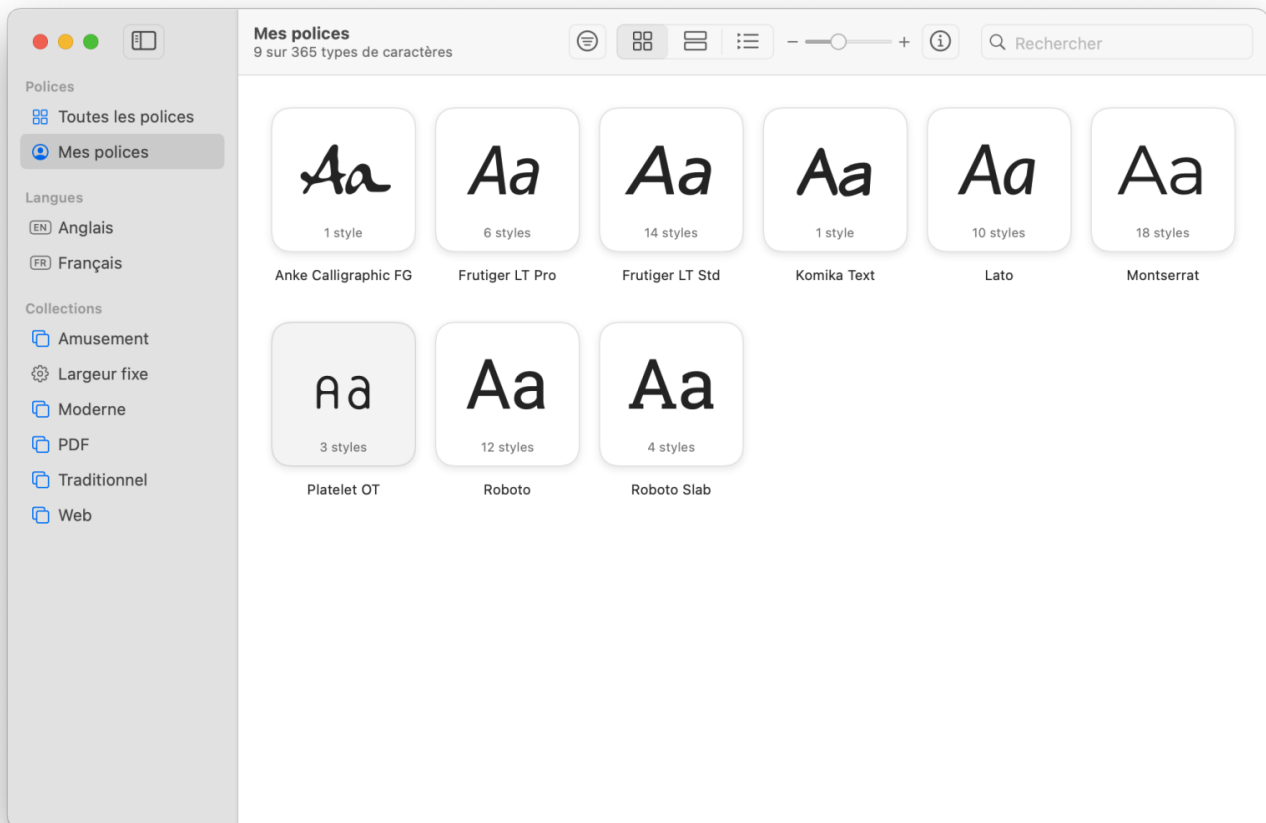 Mes polices
9 sur 365 types de caractères
Rechercher
Polices
Toutes les polices
Mes polices
Langues
EN Anglais
FR Français
Collections
Amusement
Largeur fixe
Moderne
PDF
Traditionnel
Web
Aa Aa Aa Aa Aa Aa
1 style 6 styles 14 styles 1 style 10 styles 18 styles
Anke Calligraphic FG Frutiger LT Pro Frutiger LT Std Komika Text Lato Montserrat
Aa Aa Aa
3 styles 12 styles 4 styles
Platelet OT Roboto Roboto Slab